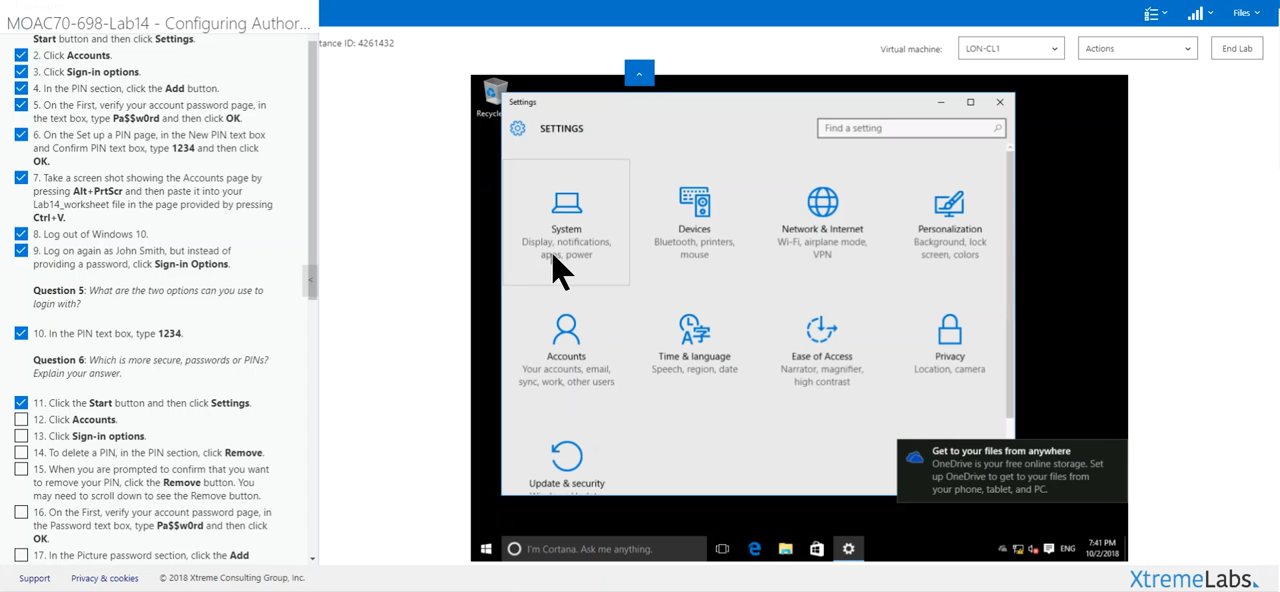 MOAC70-698-Lab14 - Configuring Author...
Files
Start button and then click Settings.
2. Click Accounts.
3. Click Sign-in options.
4. In the PIN section, click the Add button.
5. On the First, verify your account password page, in
the text box, type Pa$$w0rd and then click OK.
6. On the Set up a PIN page, in the New PIN text box
and Confirm PIN text box, type 1234 and then click
OK.
7. Take a screen shot showing the Accounts page by
pressing Alt+PrtScr and then paste it into your
Lab14_worksheet file in the page provided by pressing
Ctrl+V.
8. Log out of Windows 10.
9. Log on again as John Smith, but instead of
providing a password, click Sign-in Options.
Question 5: What are the two options can you use to
login with?
10. In the PIN text box, type 1234.
Question 6: Which is more secure, passwords or PINs?
Explain your answer.
11. Click the Start button and then click Settings.
12. Click Accounts.
13. Click Sign-in options.
14. To delete a PIN, in the PIN section, click Remove.
15. When you are prompted to confirm that you want
to remove your PIN, click the Remove button. You
may need to scroll down to see the Remove button.
16. On the First, verify your account password page, in
the Password text box, type Pa$$w0rd and then click
OK.
17. In the Picture password section, click the Add
tance ID: 4261432
Virtual machine:
LON-CL1
Actions
End Lab
Recycle
Settings
SETTINGS
Find a setting
System
Display, notifications,
apps, power
Devices
Bluetooth, printers,
mouse
Network & Internet
Wi-Fi, airplane mode,
VPN
Personalization
Background, lock
screen, colors
Accounts
Your accounts, email,
sync, work, other users
Time & language
Speech, region, date
Ease of Access
Narrator, magnifier,
high contrast
Privacy
Location, camera
Update & security
Get to your files from anywhere
OneDrive is your free online storage. Set
up OneDrive to get to your files from
your phone, tablet, and PC.
I'm Cortana. Ask me anything.
ENG
7:41 PM
10/2/2018
Support
Privacy & cookies
© 2018 Xtreme Consulting Group, Inc.
XtremeLabs.